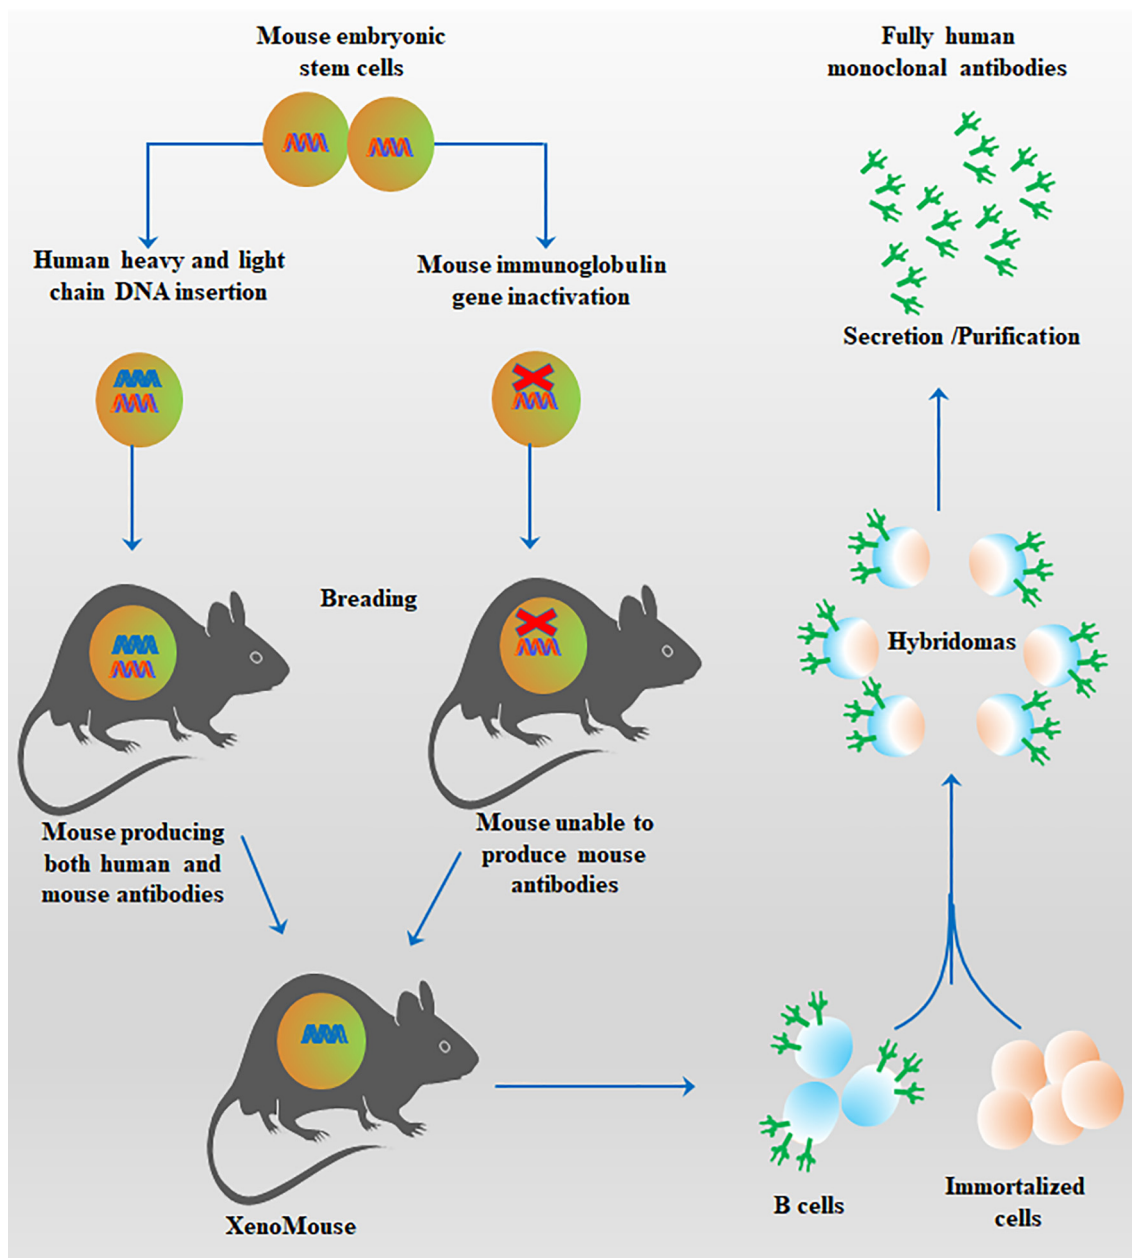 Mouse embryonic
stem cells
Human heavy and light
chain DNA insertion
Mouse immunoglobulin
gene inactivation
Breading
Mouse producing
both human and
mouse antibodies
Mouse unable to
produce mouse
antibodies
XenoMouse
B cells
Immortalized
cells
Hybridomas
Secretion /Purification
Fully human
monoclonal antibodies